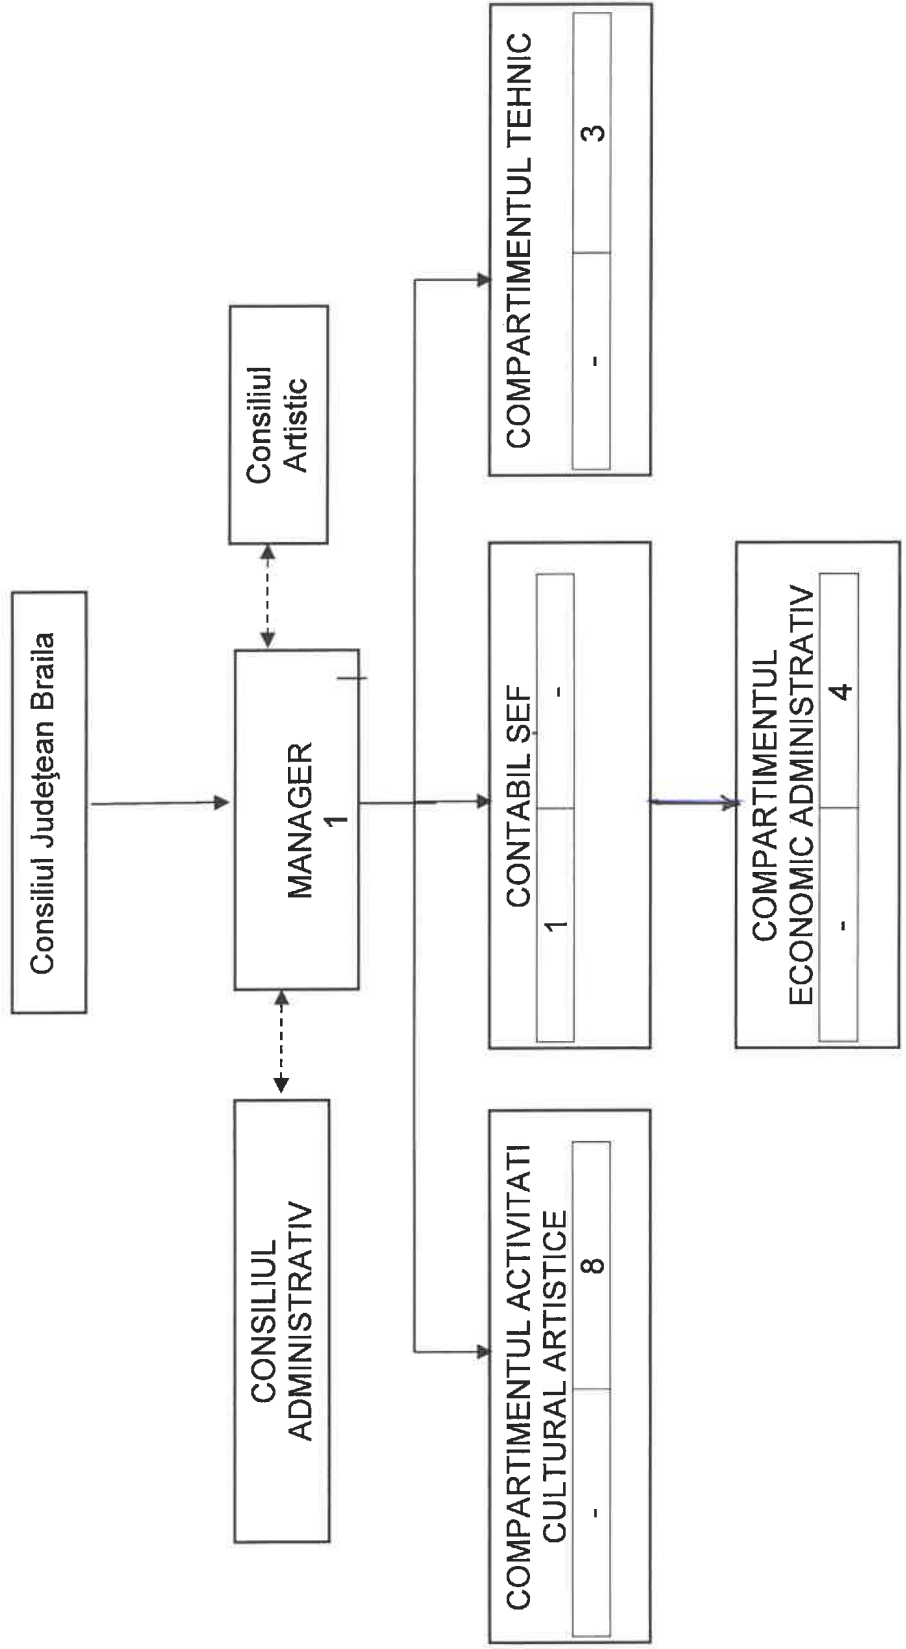 Consiliul Judeţean Braila
CONSILIUL
ADMINISTRATIV
MANAGER
1
Consiliul
Artistic
COMPARTIMENTUL ACTIVITATI
CULTURAL ARTISTICE
- 8
CONTABIL SEF
1 -
COMPARTIMENTUL TEHNIC
- 3
COMPARTIMENTUL
ECONOMIC ADMINISTRATIV
- 4